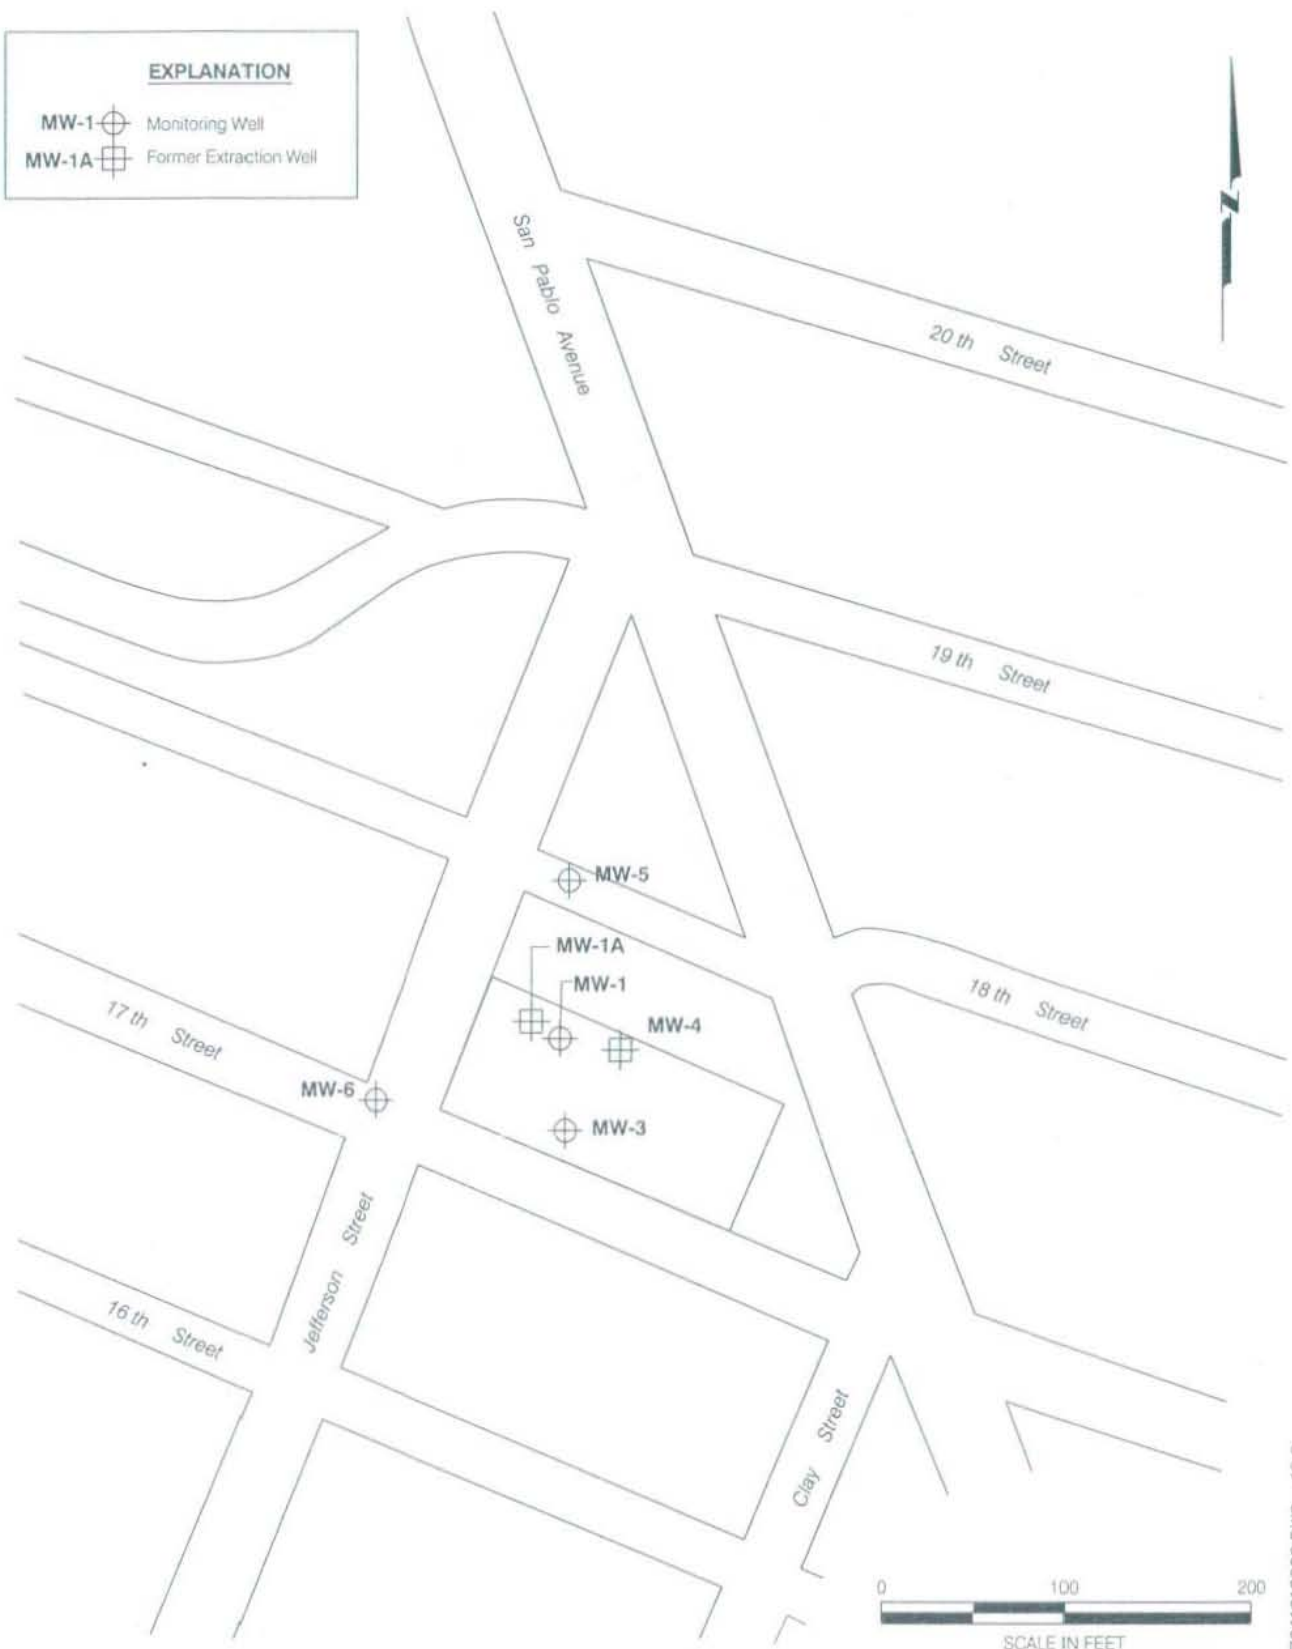 EXPLANATION
MW-1 Monitoring Well
MW-1A Former Extraction Well
N
San Pablo Avenue
20 th Street
19 th Street
MW-5
MW-1A
MW-1
MW-4
18 th Street
17 th Street
MW-6
MW-3
Jefferson Street
16 th Street
Clay Street
0 100 200
SCALE IN FEET